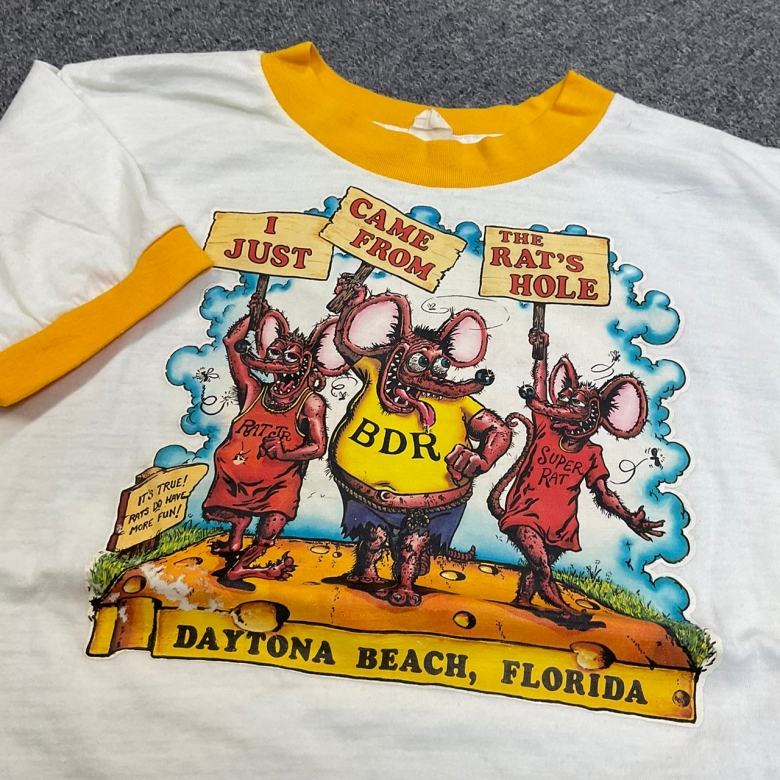 I
JUST
CAME
FROM
THE
RAT'S
HOLE
RAT JR
BDR
SUPER
RAT
IT'S TRUE!
RATS DO HAVE
MORE FUN!
DAYTONA BEACH, FLORIDA